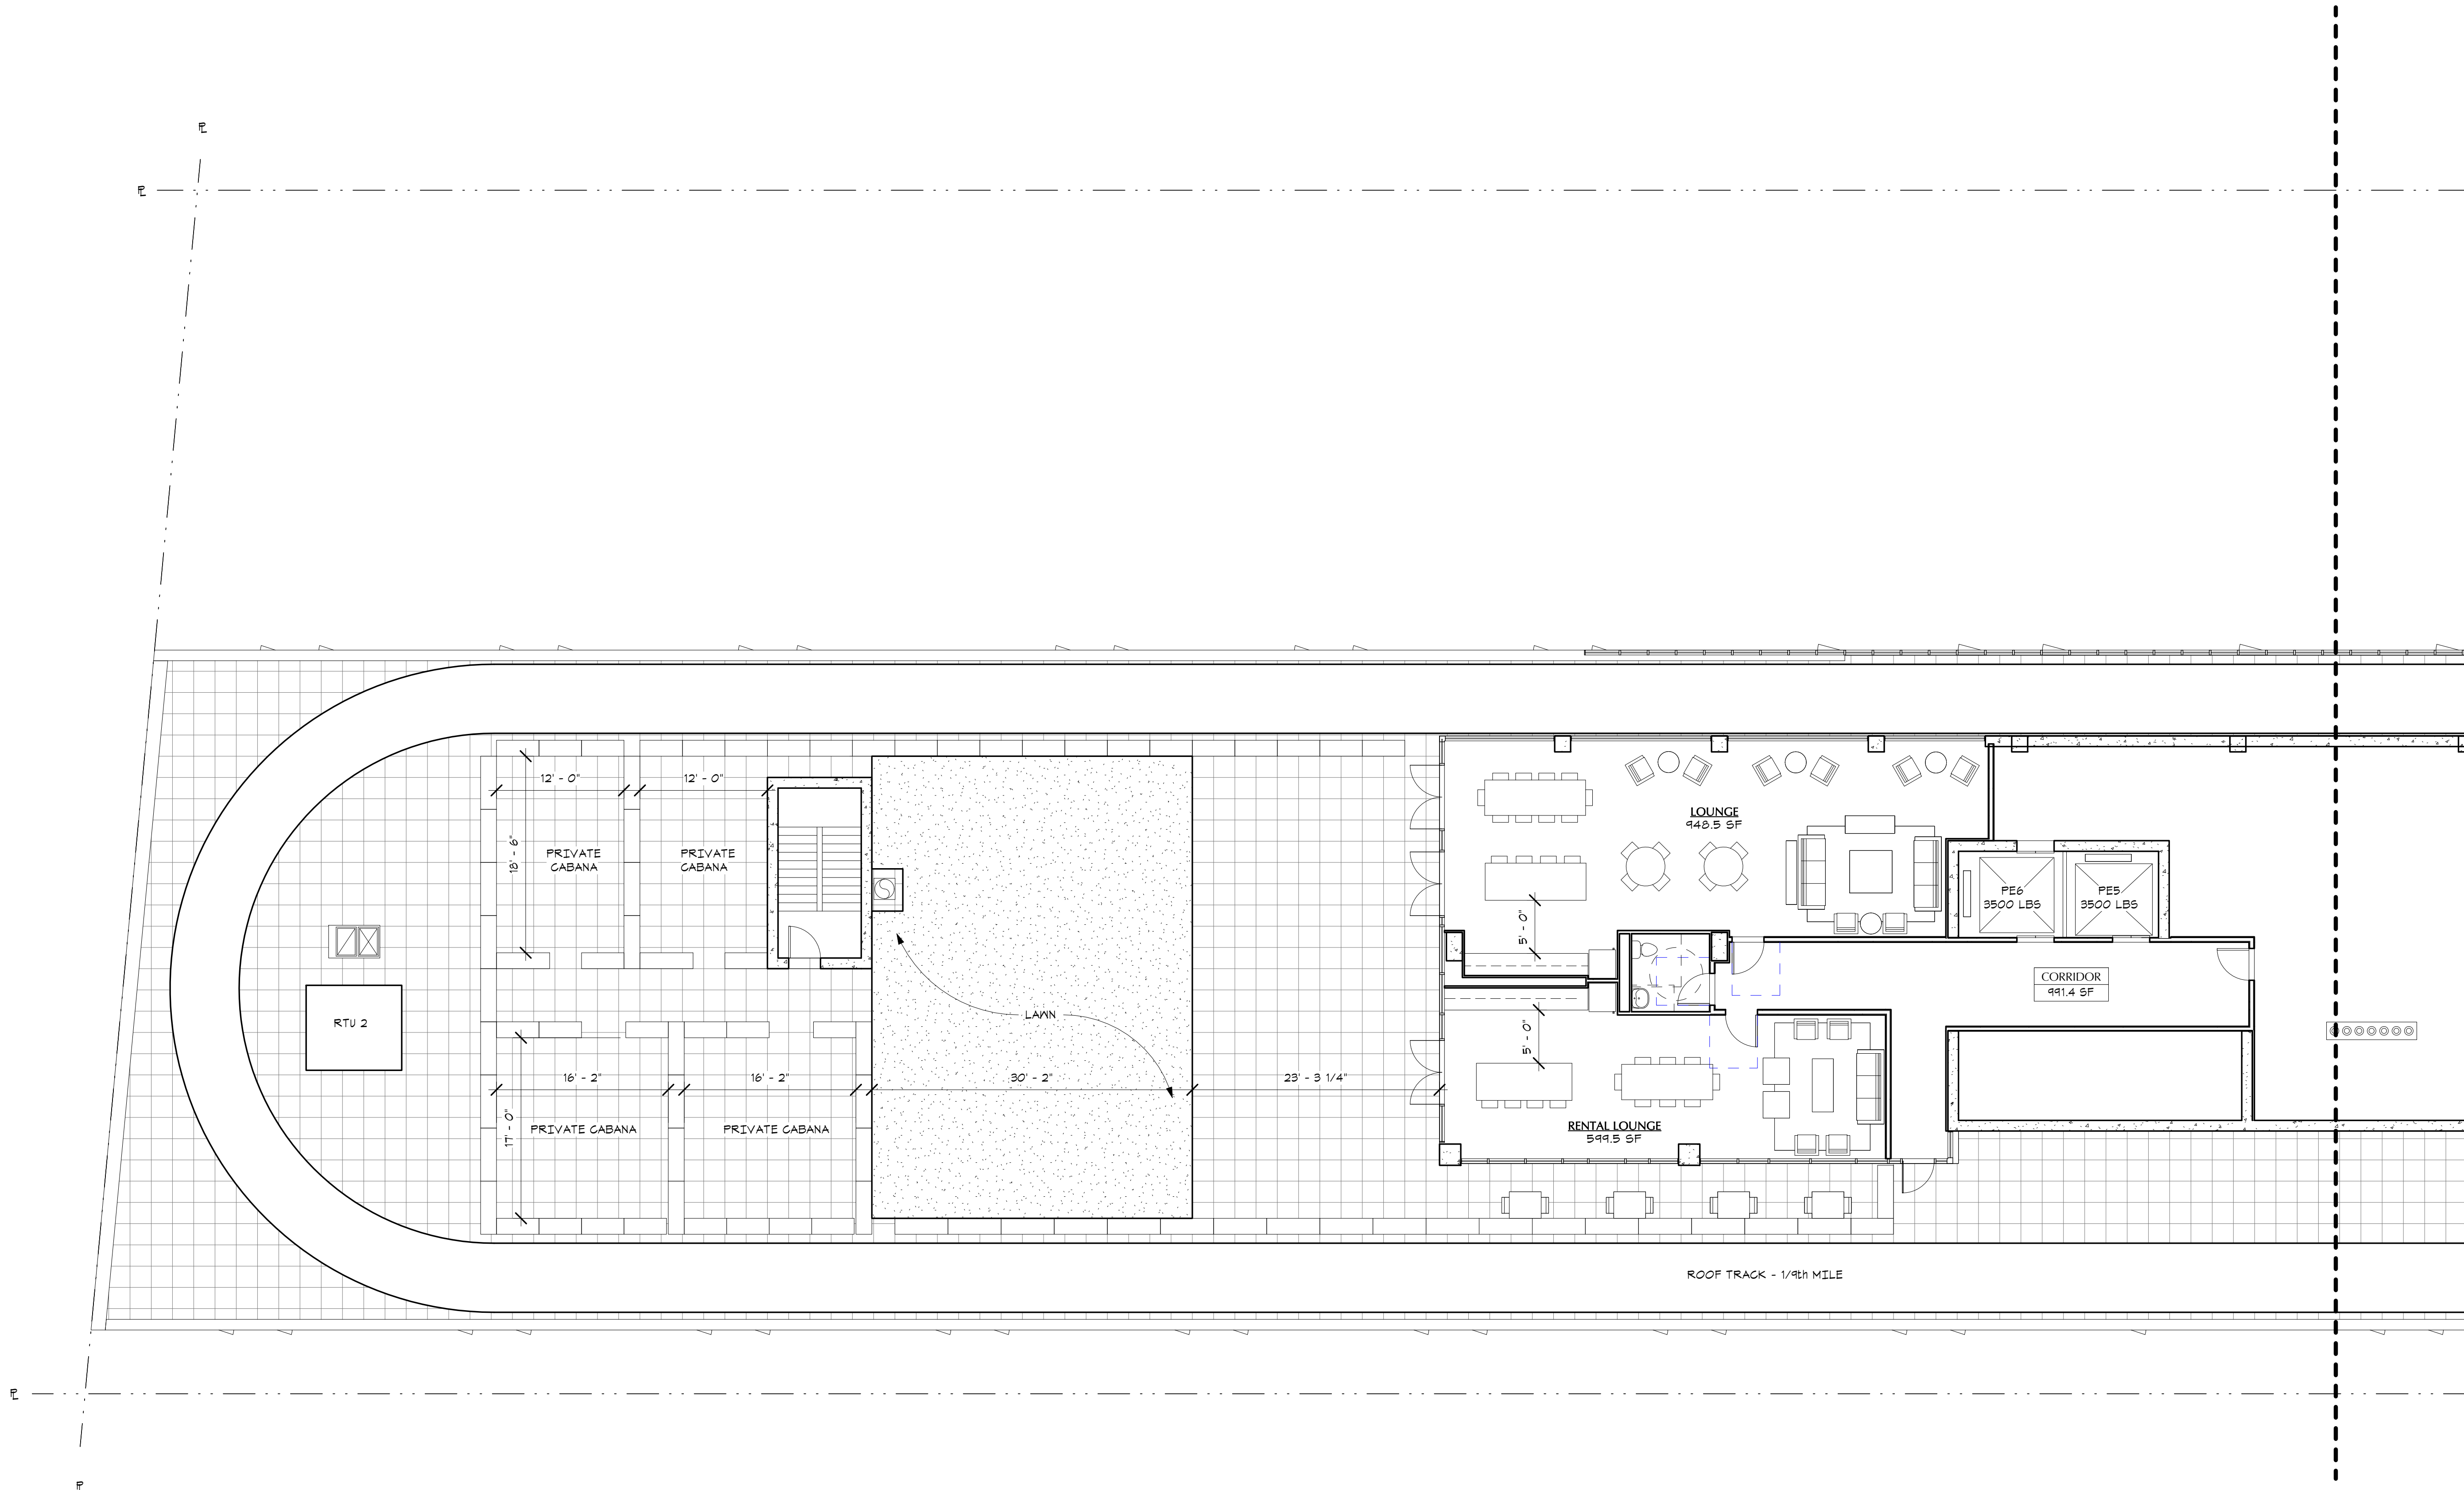 PL
PL
12' - 0"
12' - 0"
18' - 6"
PRIVATE
CABANA
PRIVATE
CABANA
LOUNGE
948.5 SF
PE6
3500 LBS
PE5
3500 LBS
5' - 0"
CORRIDOR
991.4 SF
RTU 2
LAWN
5' - 0"
16' - 2"
16' - 2"
30' - 2"
23' - 3 1/4"
17' - 0"
PRIVATE CABANA
PRIVATE CABANA
RENTAL LOUNGE
599.5 SF
ROOF TRACK - 1/9th MILE
PL